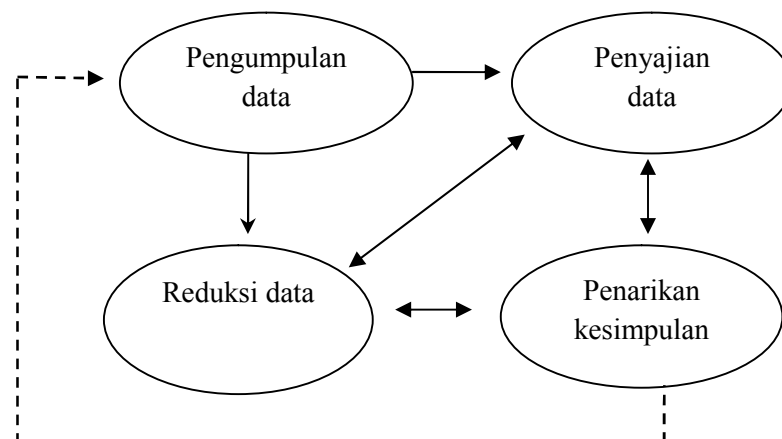 Pengumpulan
data
Penyajian
data
Reduksi data
Penarikan
kesimpulan